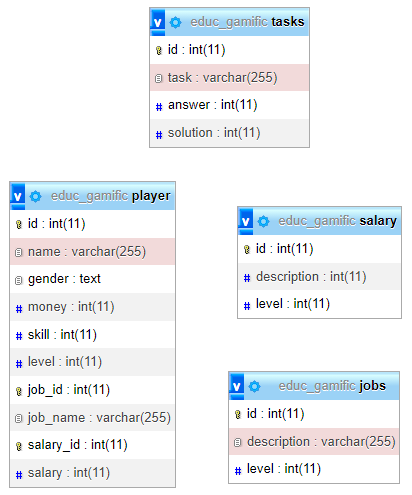 educ_gamific tasks
id : int(11)
task : varchar(255)
# answer : int(11)
# solution : int(11)
v educ_gamific player
id : int(11)
name : varchar(255)
gender : text
# money : int(11)
# skill : int(11)
# level : int(11)
job_id : int(11)
job_name : varchar(255)
salary_id : int(11)
# salary : int(11)
v educ_gamific salary
id : int(11)
# description : int(11)
# level : int(11)
v educ_gamific jobs
id : int(11)
description : varchar(255)
# level : int(11)